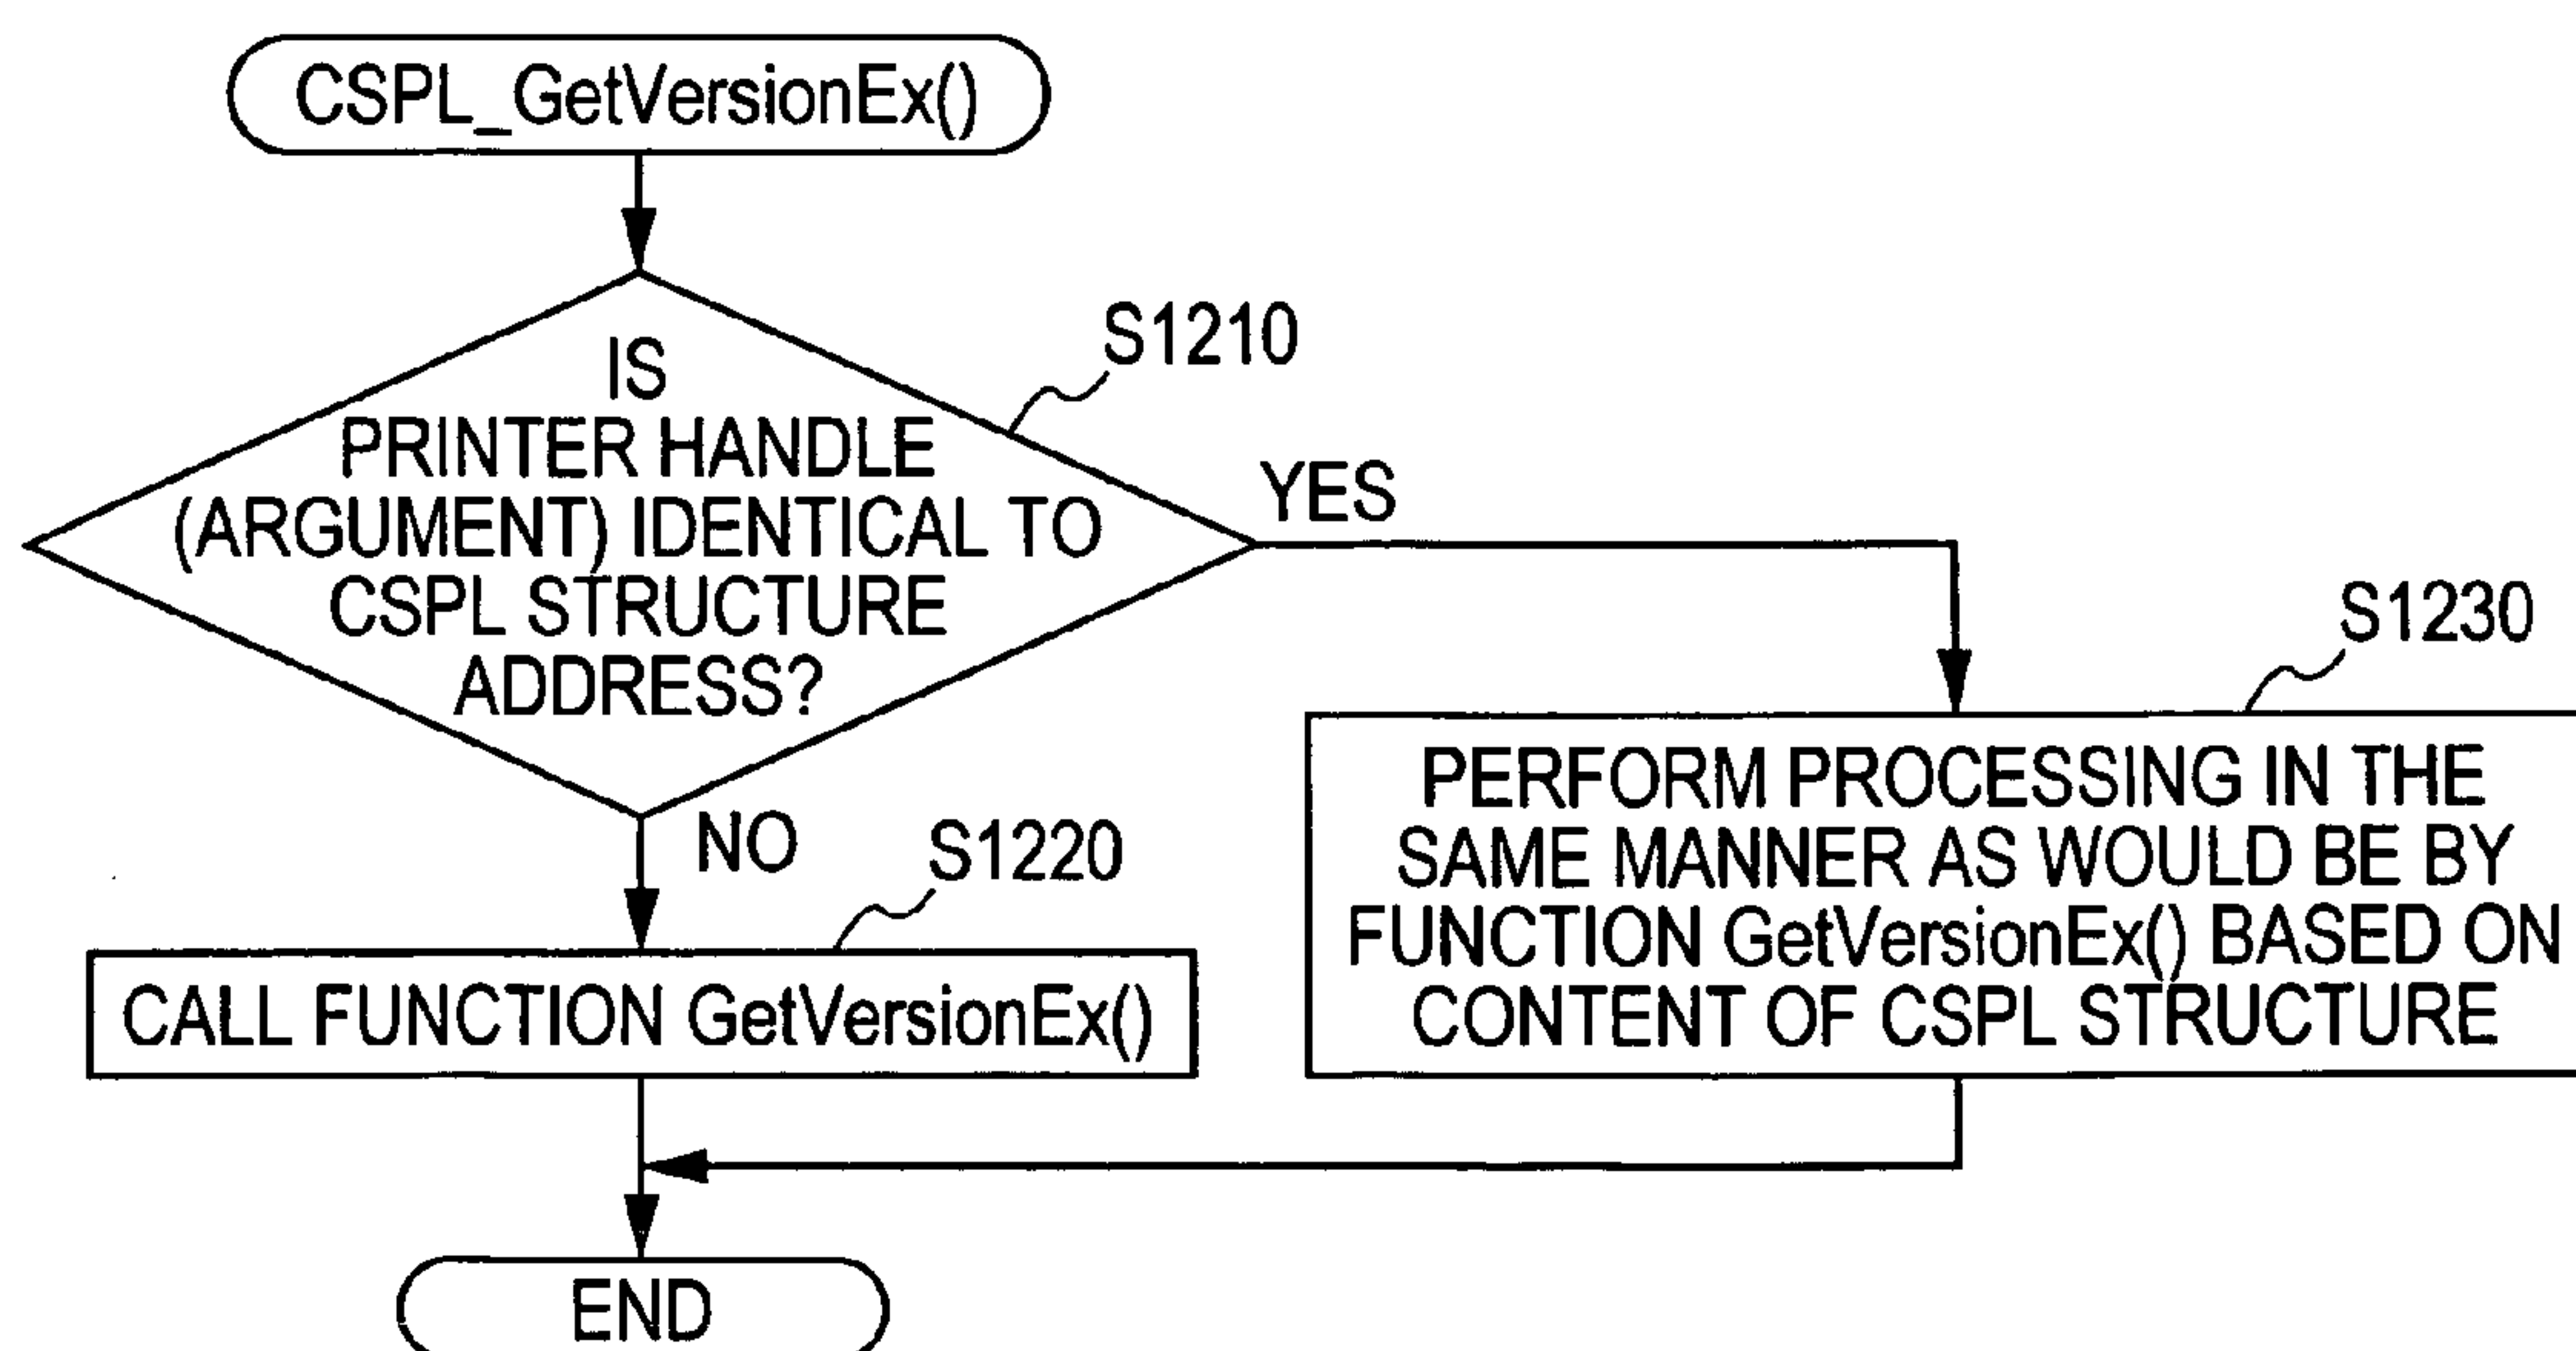 CSPL_GetVersionEx()
S1210
IS
PRINTER HANDLE
(ARGUMENT) IDENTICAL TO
CSPL STRUCTURE
ADDRESS?
YES
NO
S1220
CALL FUNCTION GetVersionEx()
S1230
PERFORM PROCESSING IN THE
SAME MANNER AS WOULD BE BY
FUNCTION GetVersionEx() BASED ON
CONTENT OF CSPL STRUCTURE
END